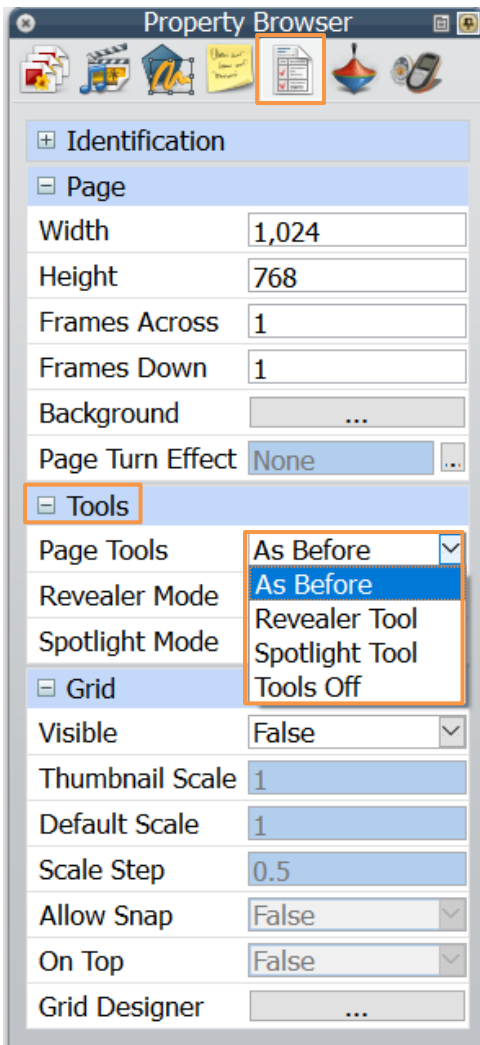 Property Browser
Identification
Page
Width 1,024
Height 768
Frames Across 1
Frames Down 1
Background ...
Page Turn Effect None ...
Tools
Page Tools As Before
As Before
Revealer Mode
Revealer Tool
Spotlight Mode
Spotlight Tool
Tools Off
Grid
Visible False
Thumbnail Scale 1
Default Scale 1
Scale Step 0.5
Allow Snap False
On Top False
Grid Designer ...